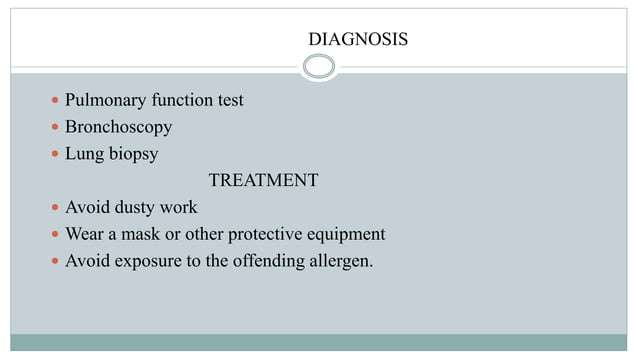 DIAGNOSIS
Pulmonary function test
Bronchoscopy
Lung biopsy
TREATMENT
Avoid dusty work
Wear a mask or other protective equipment
Avoid exposure to the offending allergen.